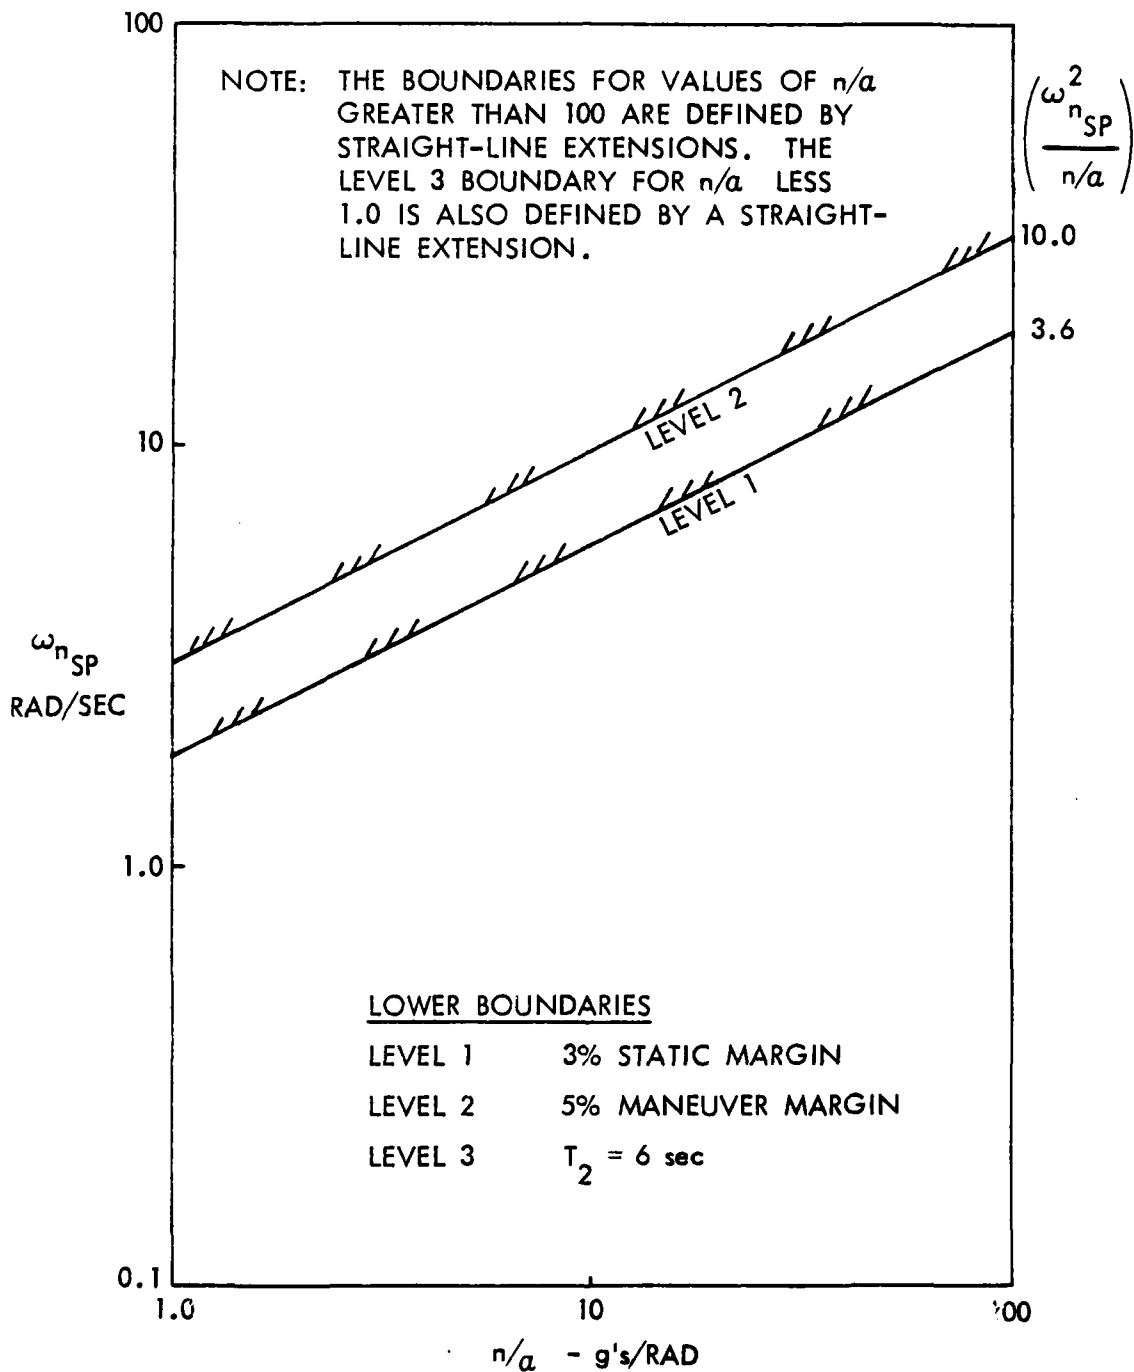 100
NOTE: THE BOUNDARIES FOR VALUES OF n/α
GREATER THAN 100 ARE DEFINED BY
STRAIGHT-LINE EXTENSIONS. THE
LEVEL 3 BOUNDARY FOR n/α LESS
1.0 IS ALSO DEFINED BY A STRAIGHT-
LINE EXTENSION.
(ω²nSP / n/α)
10.0
3.6
LEVEL 2
LEVEL 1
10
ωnSP
RAD/SEC
1.0
LOWER BOUNDARIES
LEVEL 1 3% STATIC MARGIN
LEVEL 2 5% MANEUVER MARGIN
LEVEL 3 T2 = 6 sec
0.1
1.0 10 100
n/α - g's/RAD